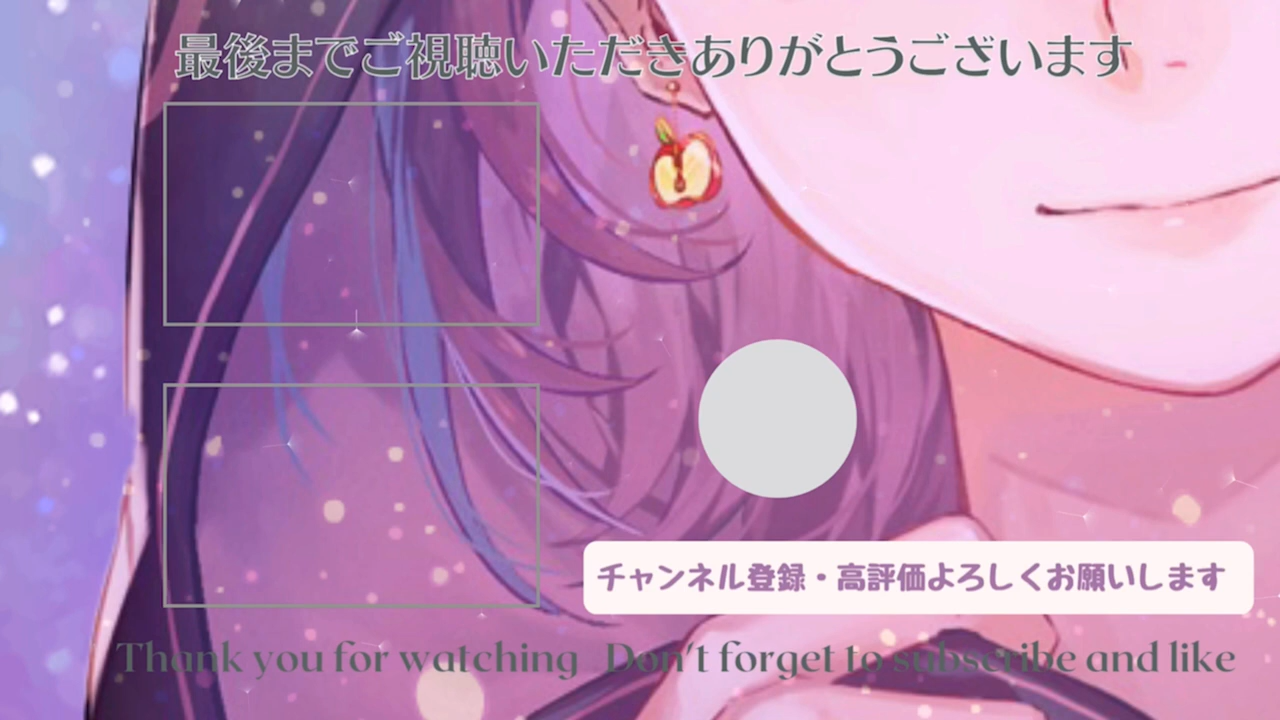 最後までご視聴いただきありがとうございます
チャンネル登録・高評価よろしくお願いします
Thank you for watching Don't forget to subscribe and like